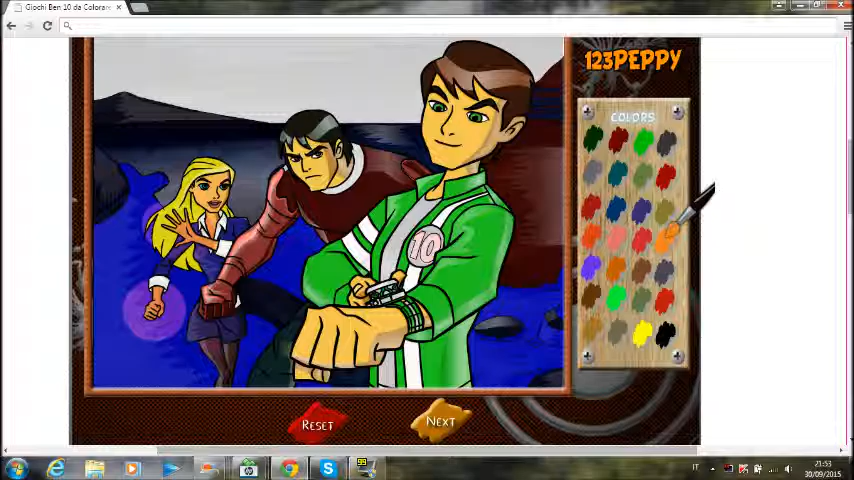 Giochi Ben 10 da Colorare
123PEPPY
COLORS
10
RESET
NEXT
IT
21:53
30/09/2015